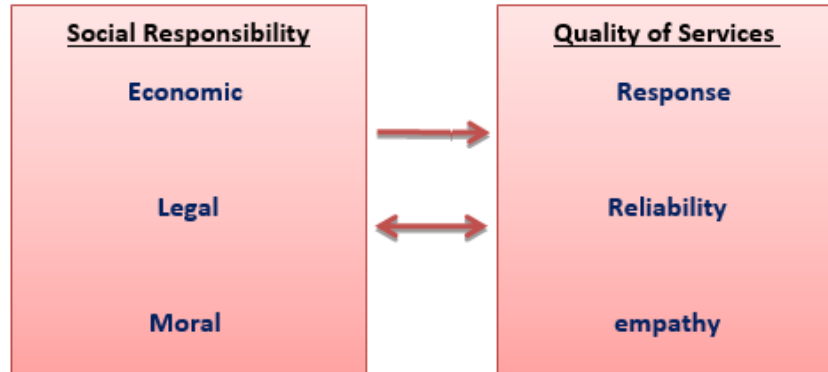 Social Responsibility
Economic
Legal
Moral
Quality of Services
Response
Reliability
empathy